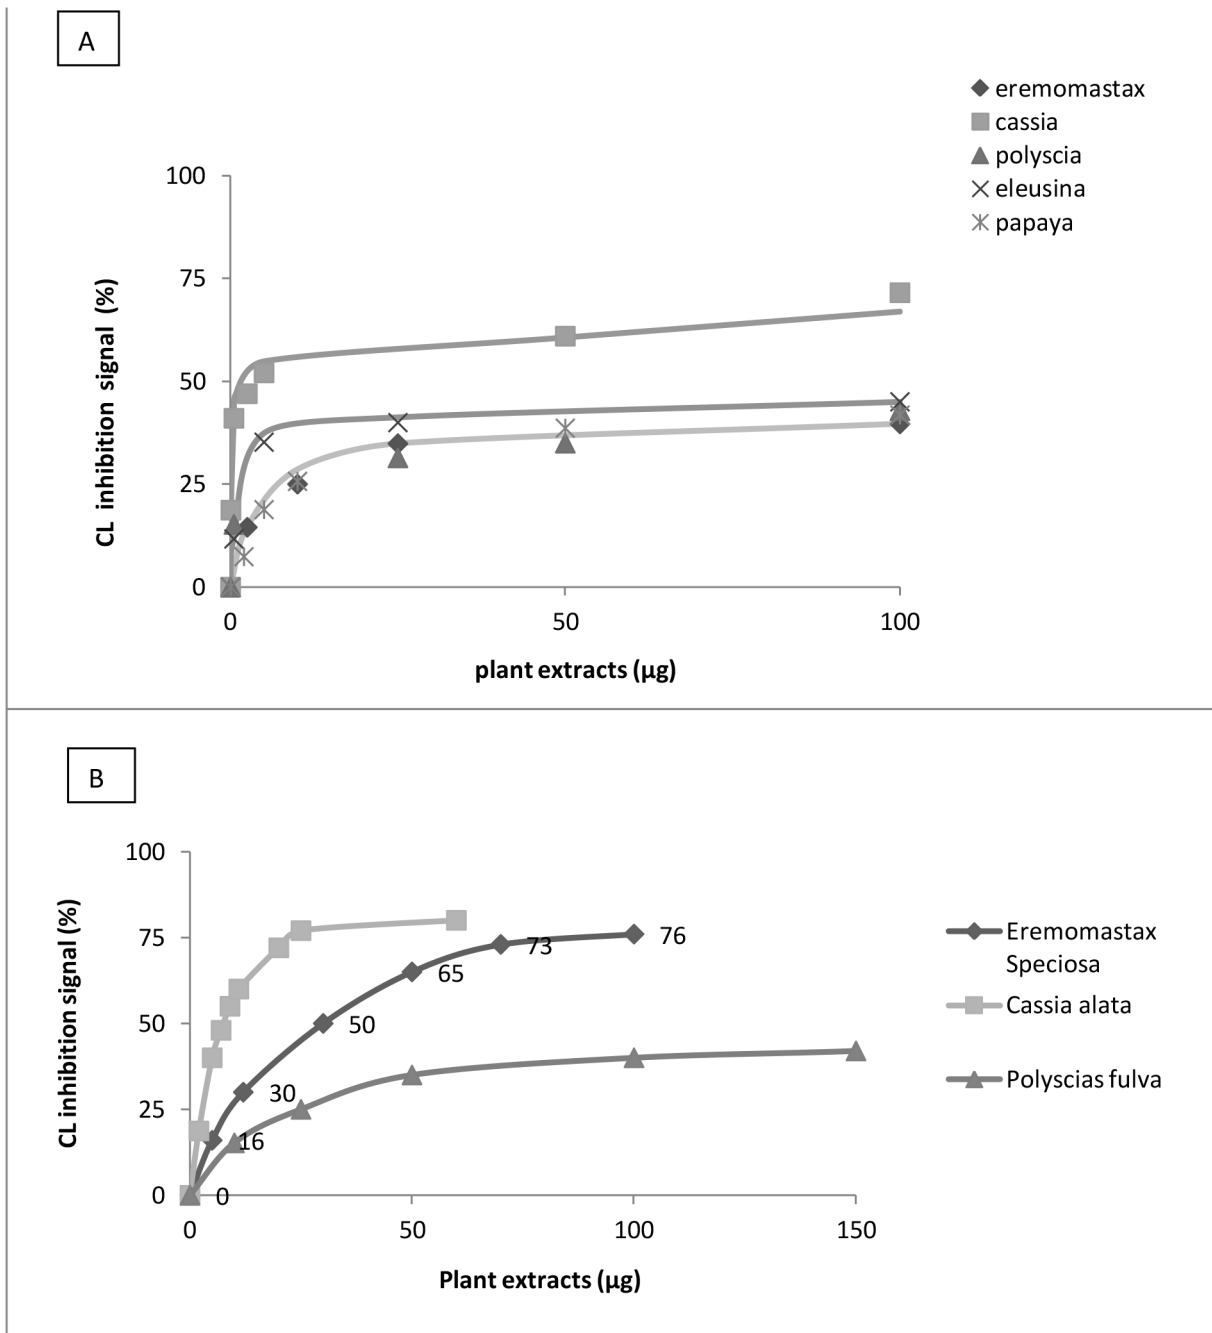 A
eremomastax
cassia
polyscia
eleusina
papaya
100
75
50
25
0
CL inhibition signal (%)
0 50 100
plant extracts (µg)
B
100
75
50
25
0
CL inhibition signal (%)
76
73
65
50
30
16
0
Eremomastax
Speciosa
Cassia alata
Polyscias fulva
0 50 100 150
Plant extracts (µg)